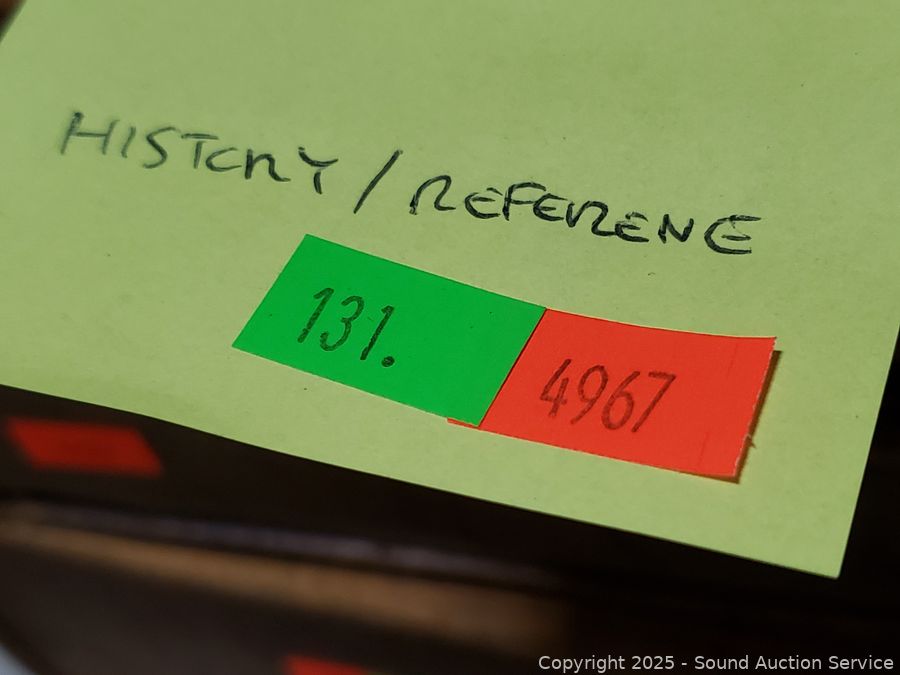 HISTORY / REFERENE
131. 4967
Copyright 2025 - Sound Auction Service